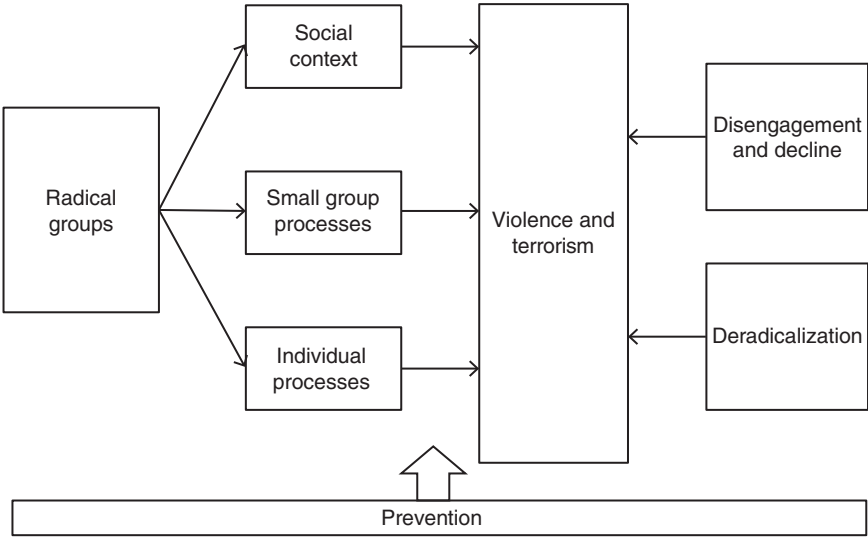 Social
context
Radical
groups
Small group
processes
Individual
processes
Violence and
terrorism
Disengagement
and decline
Deradicalization
Prevention